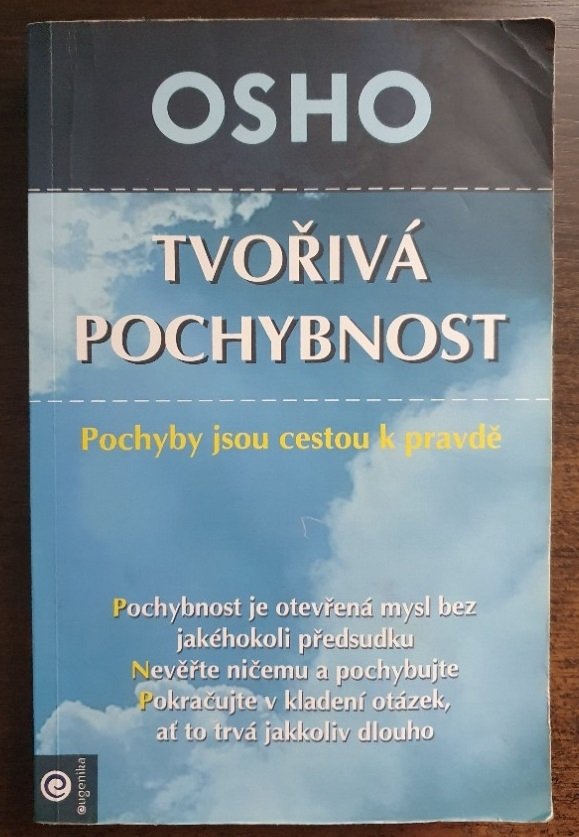 OSHO
TVOŘIVÁ
POCHYBNOST
Pochyby jsou cestou k pravdě
Pochybnost je otevřená mysl bez
jakéhokoli předsudku
Nevěřte ničemu a pochybujte
Pokračujte v kladení otázek,
ať to trvá jakkoliv dlouho
eugenika